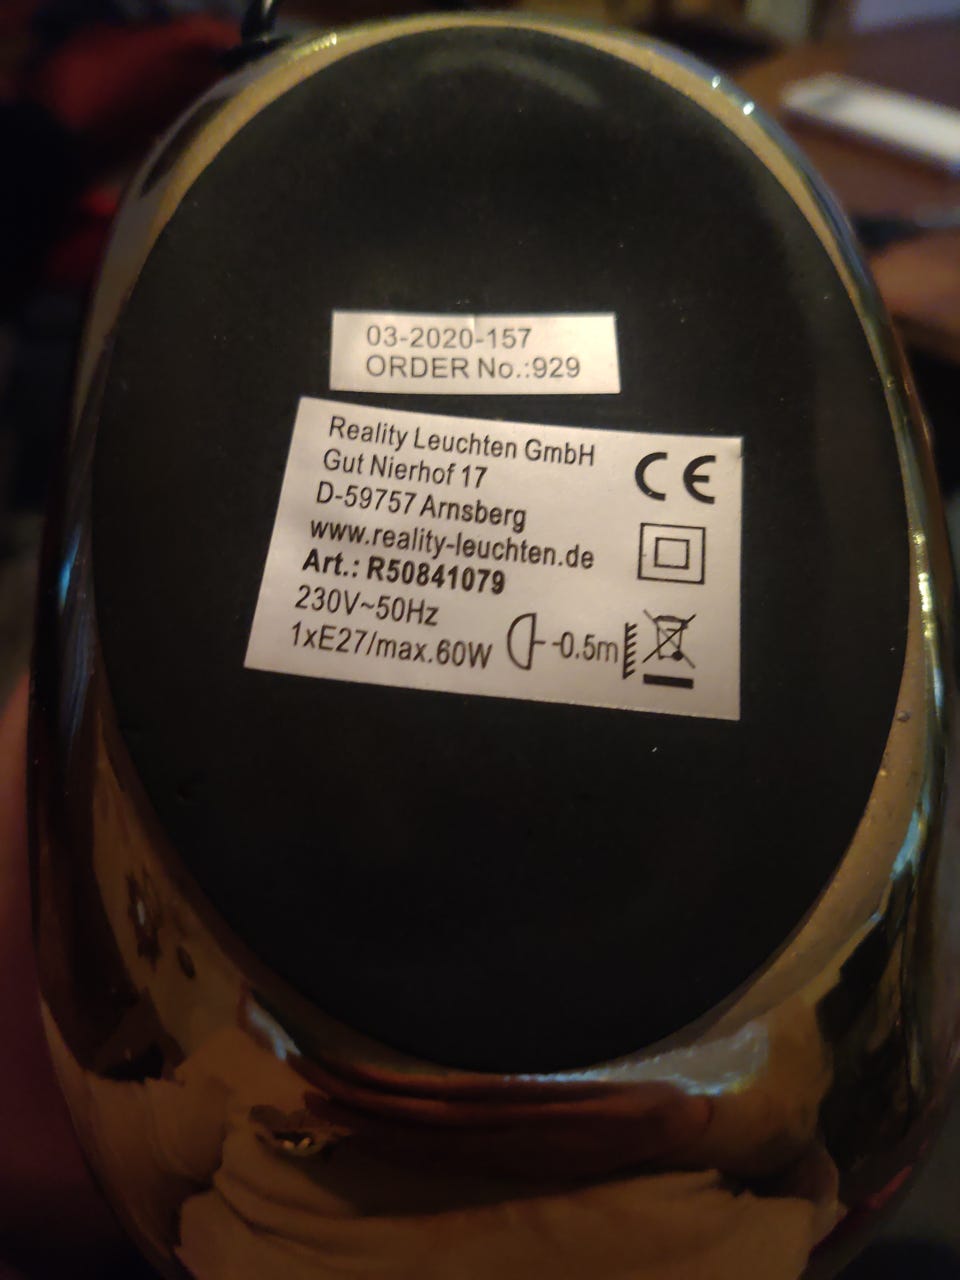 03-2020-157
ORDER No.:929
Reality Leuchten GmbH
Gut Nierhof 17
D-59757 Arnsberg
www.reality-leuchten.de
Art.: R50841079
230V~50Hz
1xE27/max.60W
-0.5m
CE